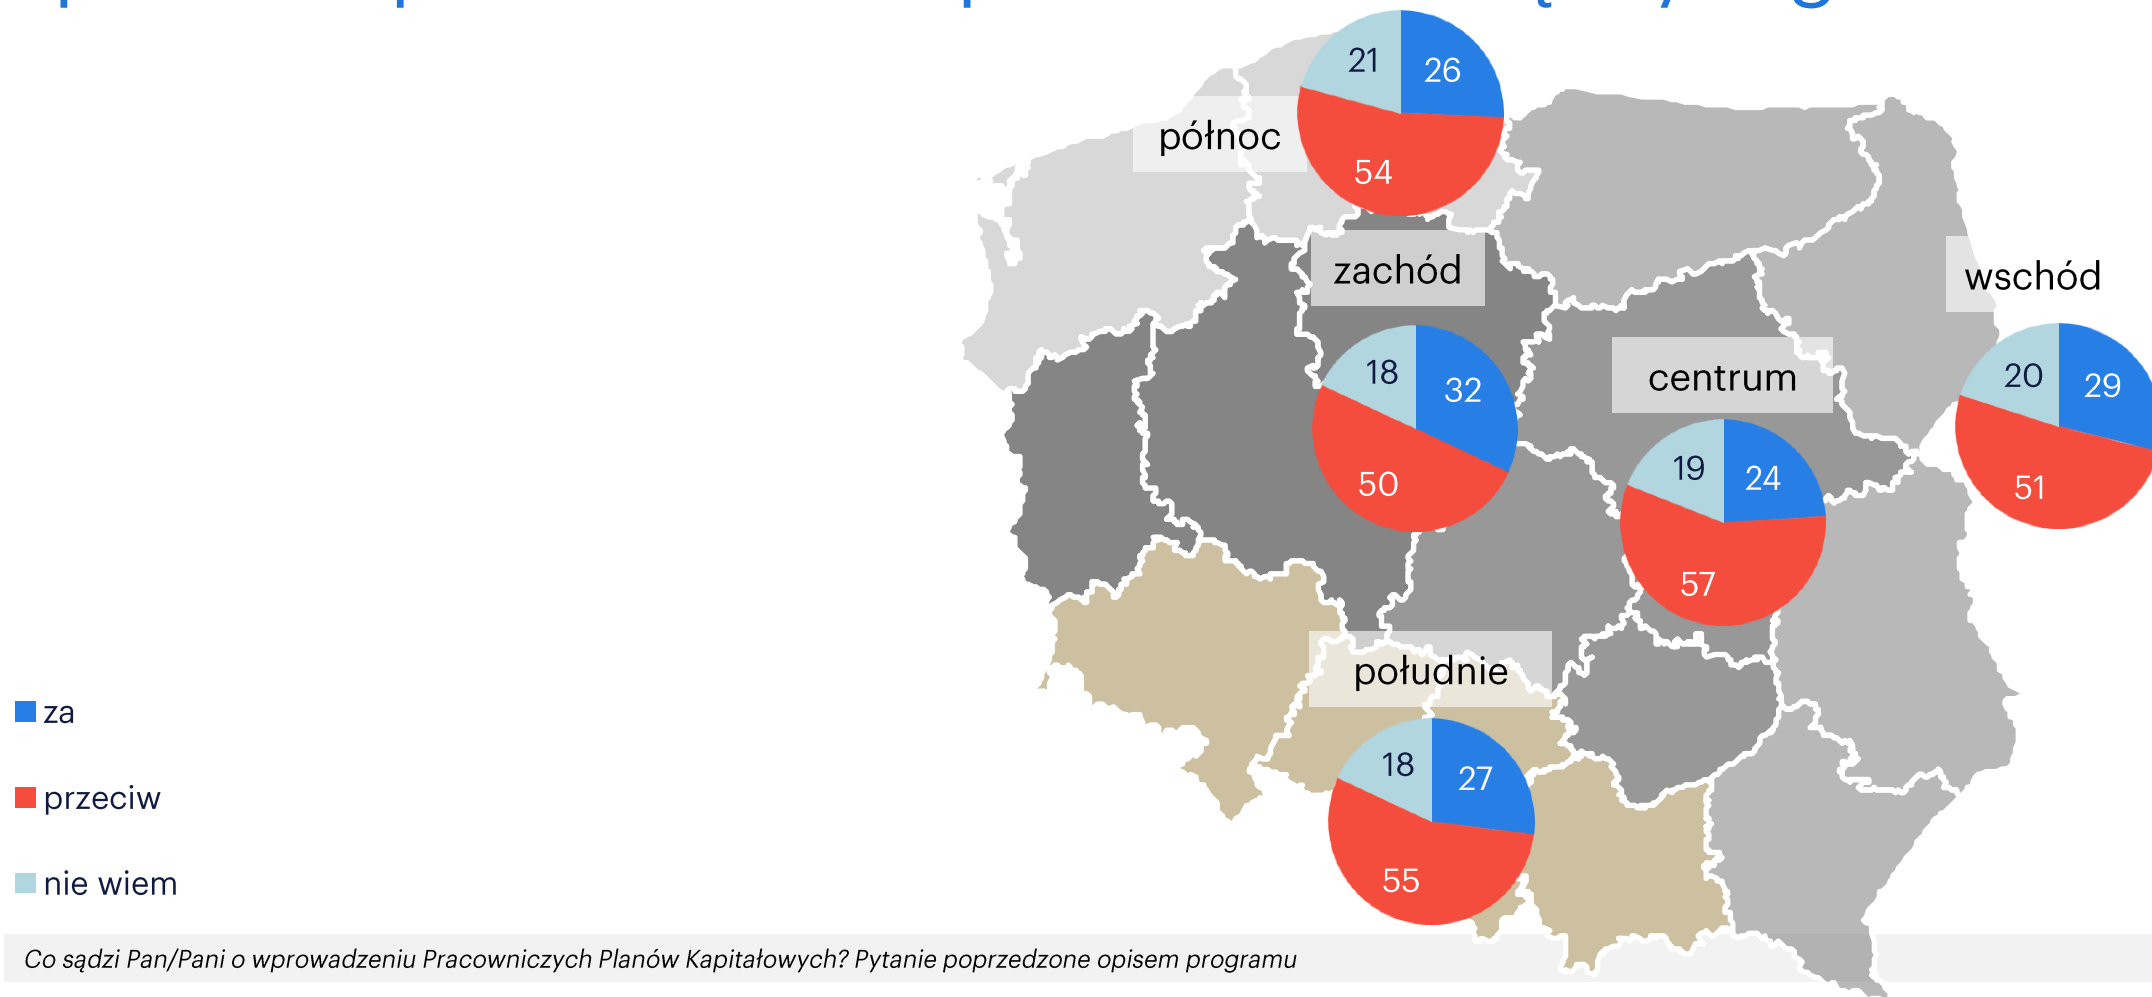 21
26
54
północ
zachód
wschód
18
32
50
centrum
20
29
51
19
24
57
południe
18
27
55
za
przeciw
nie wiem
Co sądzi Pan/Pani o wprowadzeniu Pracowniczych Planów Kapitałowych? Pytanie poprzedzone opisem programu